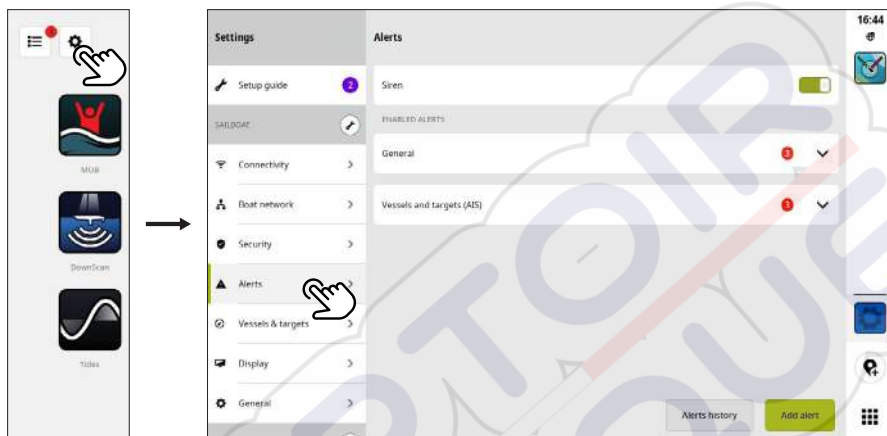 MOB
DownScan
Tides
Settings
Setup guide 2
SAILBOAT
Connectivity
Boat network
Security
Alerts
Vessels & targets
Display
General
Alerts
Siren
ENABLED ALERTS
General 3
Vessels and targets (AIS) 3
Alerts history
Add alert
16:44